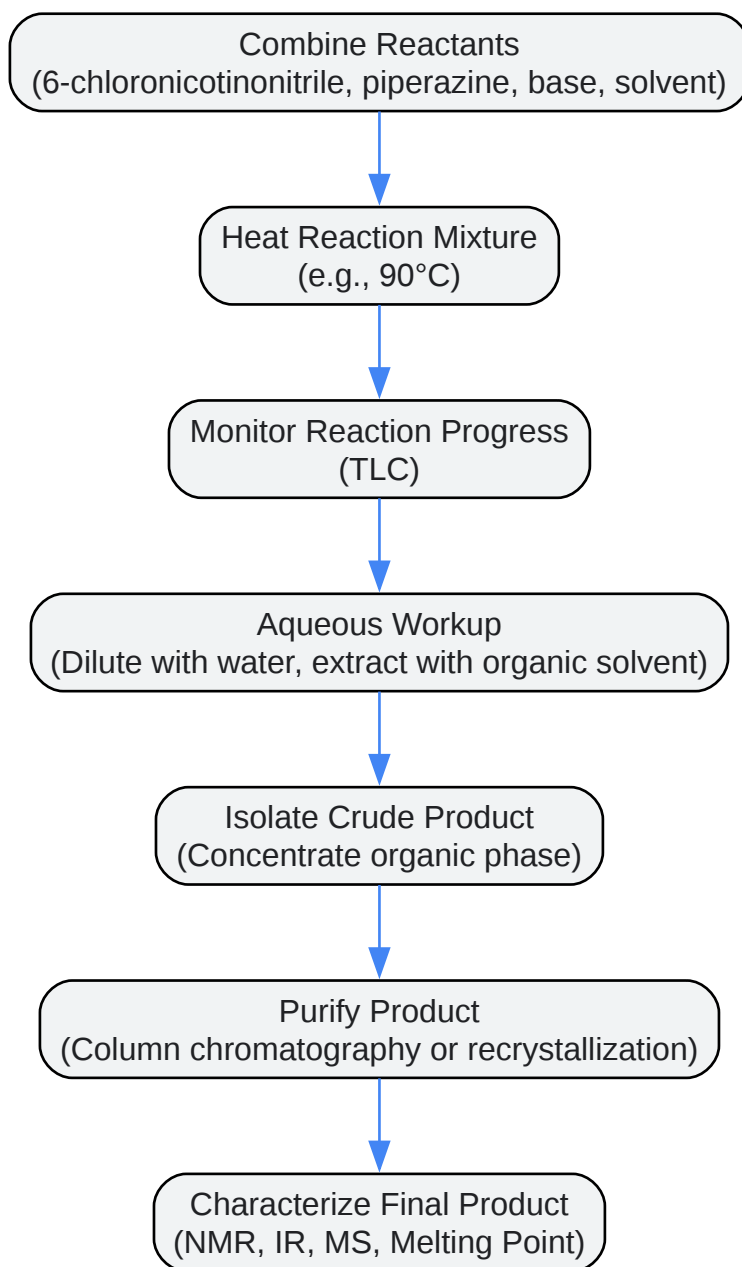 Combine Reactants
(6-chloronicotinonitrile, piperazine, base, solvent)
Heat Reaction Mixture
(e.g., 90°C)
Monitor Reaction Progress
(TLC)
Aqueous Workup
(Dilute with water, extract with organic solvent)
Isolate Crude Product
(Concentrate organic phase)
Purify Product
(Column chromatography or recrystallization)
Characterize Final Product
(NMR, IR, MS, Melting Point)